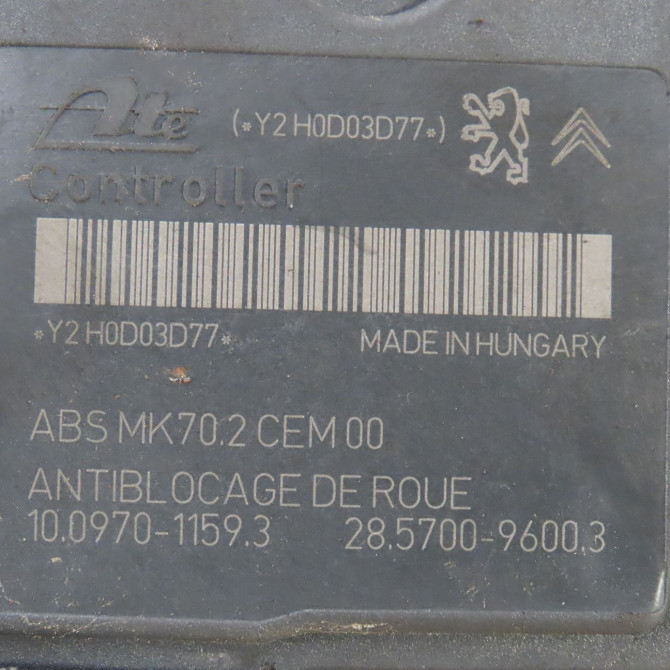 Ate (*Y2 H0D03D77*)
Controller
*Y2 H0D03D77* MADE IN HUNGARY
ABS MK70.2 CEM 00
ANTIBLOCAGE DE ROUE
10.0970-1159.3 28.5700-9600.3